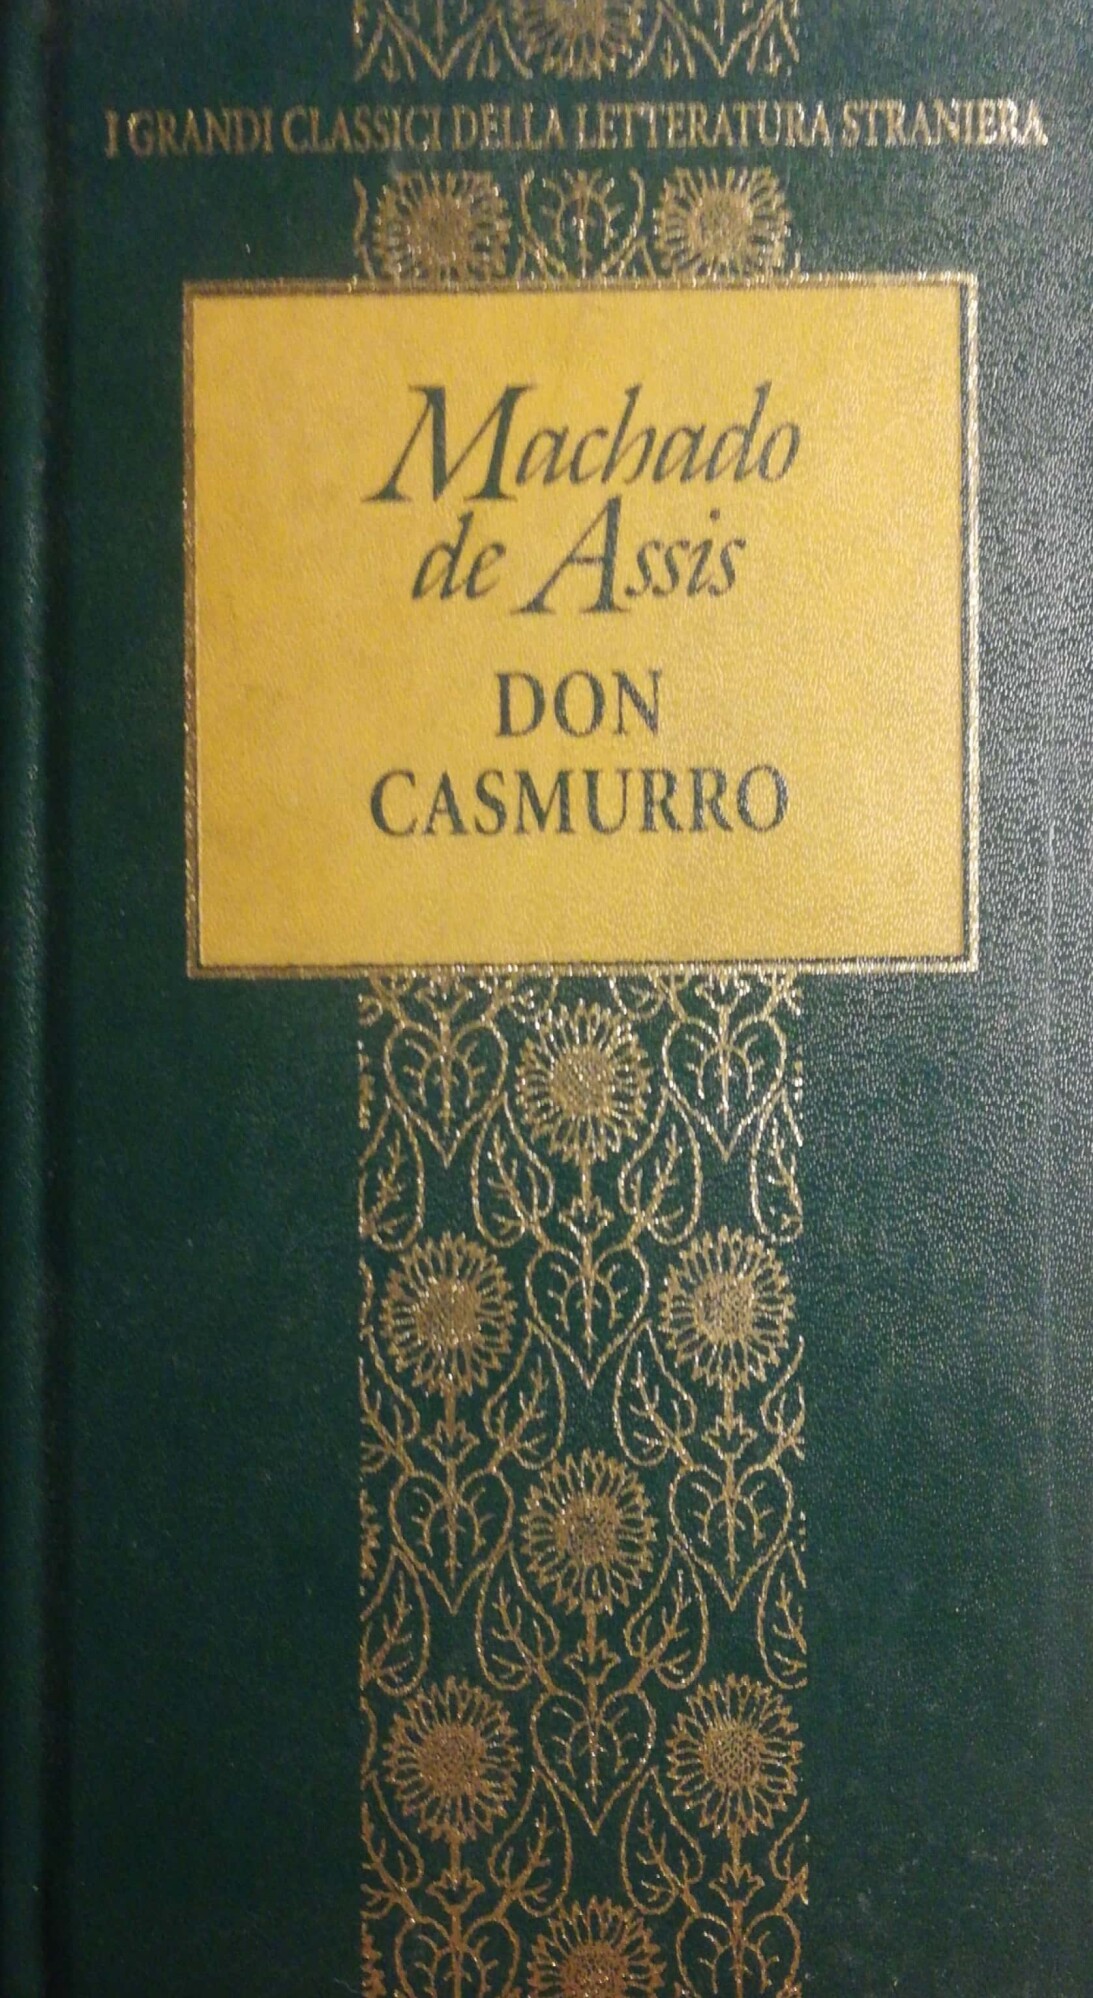 I GRANDI CLASSICI DELLA LETTERATURA STRANIERA
Machado
de Assis
DON
CASMURRO